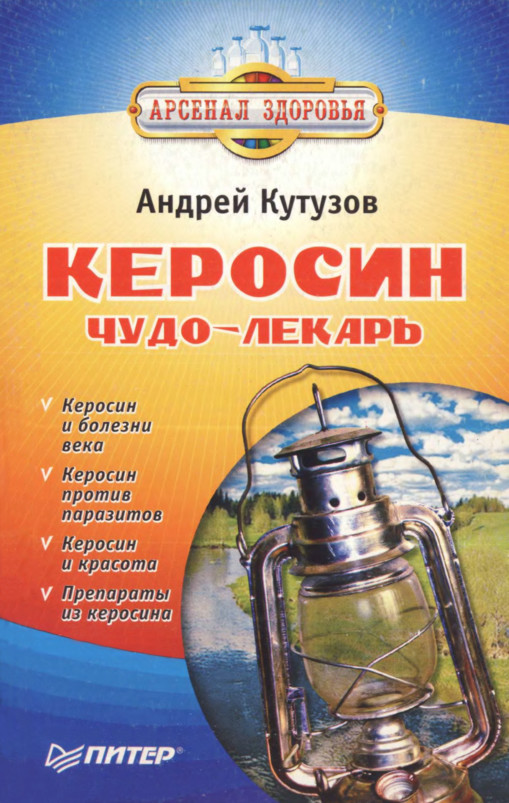 АРСЕНАЛ ЗДОРОВЬЯ
Андрей Кутузов
КЕРОСИН
ЧУДО-ЛЕКАРЬ
V Керосин
и болезни
века
V Керосин
против
паразитов
V Керосин
и красота
V Препараты
из керосина
ПИТЕР®